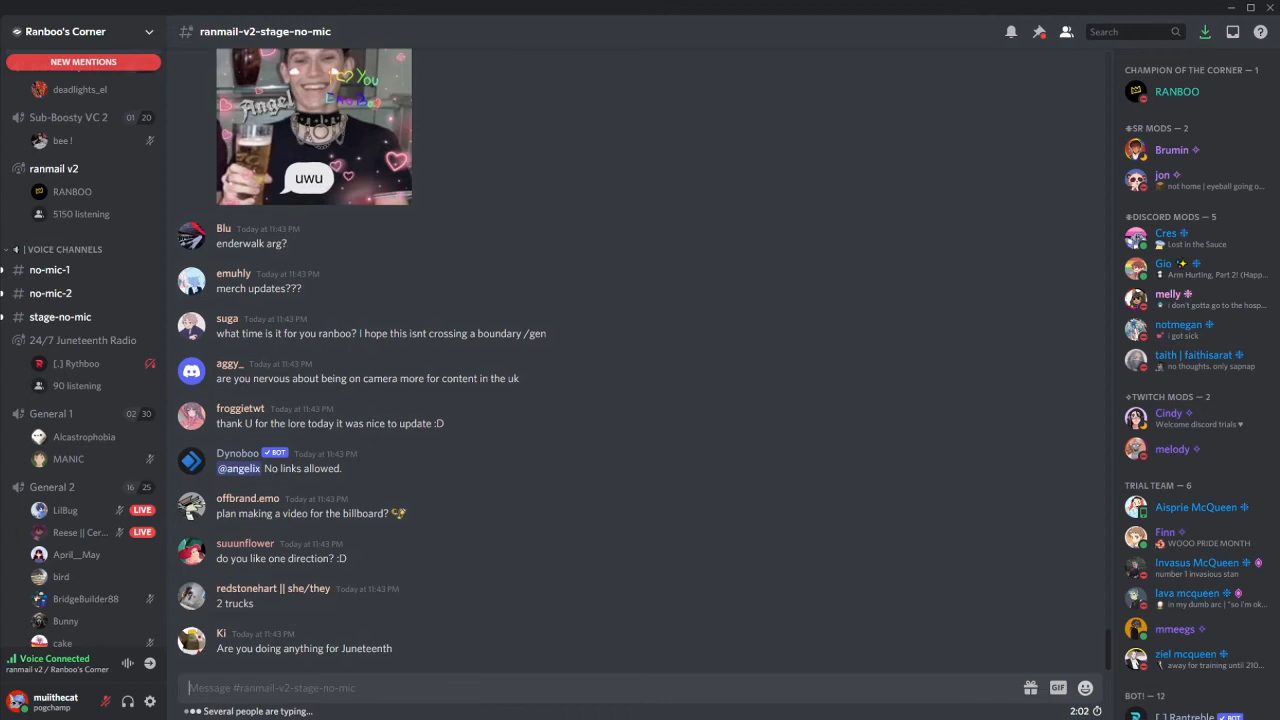 Ranboo's Corner
NEW MENTIONS
deadlights_el
Sub-Boosty VC 2 01 20
bee !
ranmail v2
RANBOO
5150 listening
| VOICE CHANNELS
no-mic-1
no-mic-2
stage-no-mic
24/7 Juneteenth Radio
[.] Rythboo
90 listening
General 1 02 30
Alcastrophobia
MANIC
General 2 16 25
LilBug LIVE
Reese || Cer... LIVE
April__May
bird
BridgeBuilder88
Bunny
cake
Voice Connected
ranmail v2 / Ranboo's Corner
muiithecat
pogchamp
ranmail-v2-stage-no-mic
Search
I You
Angel
uwu
Blu Today at 11:43 PM
enderwalk arg?
emuhly Today at 11:43 PM
merch updates???
suga Today at 11:43 PM
what time is it for you ranboo? I hope this isnt crossing a boundary /gen
aggy_ Today at 11:43 PM
are you nervous about being on camera more for content in the uk
froggietwt Today at 11:43 PM
thank U for the lore today it was nice to update :D
Dynoboo BOT Today at 11:43 PM
@angelix No links allowed.
offbrand.emo Today at 11:43 PM
plan making a video for the billboard?
suuunflower Today at 11:43 PM
do you like one direction? :D
redstonehart || she/they Today at 11:43 PM
2 trucks
Ki Today at 11:43 PM
Are you doing anything for Juneteenth
Message #ranmail-v2-stage-no-mic
GIF
Several people are typing...
2:02
CHAMPION OF THE CORNER — 1
RANBOO
SR MODS — 2
Brumin
jon
not home | eyeball going o...
DISCORD MODS — 5
Cres
Lost in the Sauce
Gio
Arm Hurting, Part 2! (Happ...
melly
i don't gotta go to the hosp...
notmegan
i got sick
taith | faithisarat
no thoughts. only sapnap
TWITCH MODS — 2
Cindy
Welcome discord trials ♥
melody
TRIAL TEAM — 6
Aisprie McQueen
Finn
WOOO PRIDE MONTH
Invasus McQueen
number 1 invasious stan
lava mcqueen
in my dumb arc | "so i'm ok...
mmeegs
ziel mcqueen
away for training until 210...
BOT! — 12
[ ] Rantreble BOT